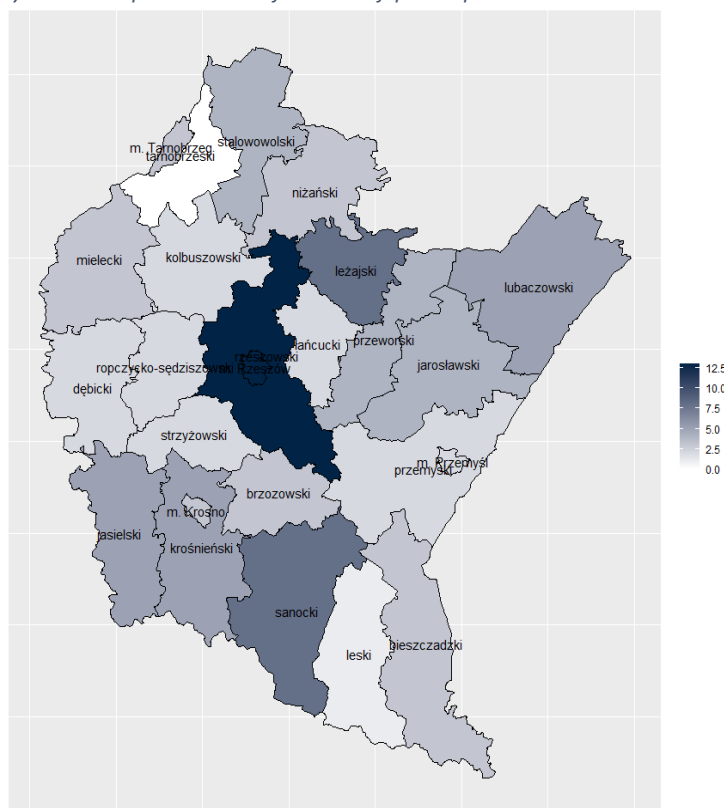 stalowowolski
m. Tarnobrzeg
tarnobrzeski
niżański
mielecki
kolbuszowski
leżajski
lubaczowski
łańcucki
przeworski
rzeszowski
m. Rzeszów
ropczycko-sędziszowski
jarosławski
dębicki
strzyżowski
m. Przemyśl
przemyski
brzozowski
m. Krosno
jasielski
krośnieński
sanocki
bieszczadzki
leski
12.5
10.0
7.5
5.0
2.5
0.0